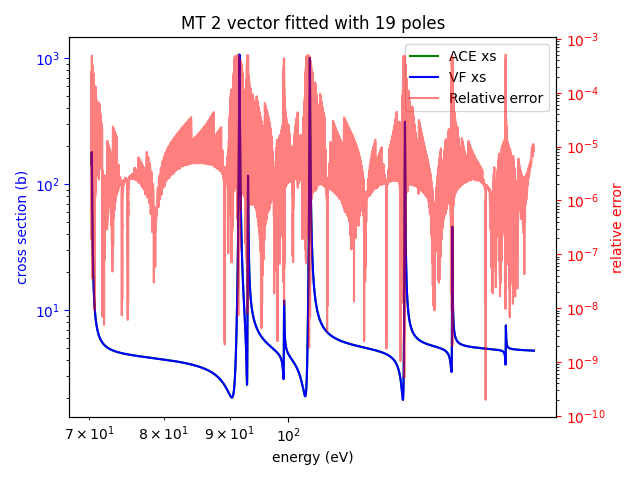 MT 2 vector fitted with 19 poles
ACE xs
VF xs
Relative error
cross section (b)
10³
10²
10¹
relative error
10⁻³
10⁻⁴
10⁻⁵
10⁻⁶
10⁻⁷
10⁻⁸
10⁻⁹
10⁻¹⁰
7 × 10¹ 8 × 10¹ 9 × 10¹ 10²
energy (eV)